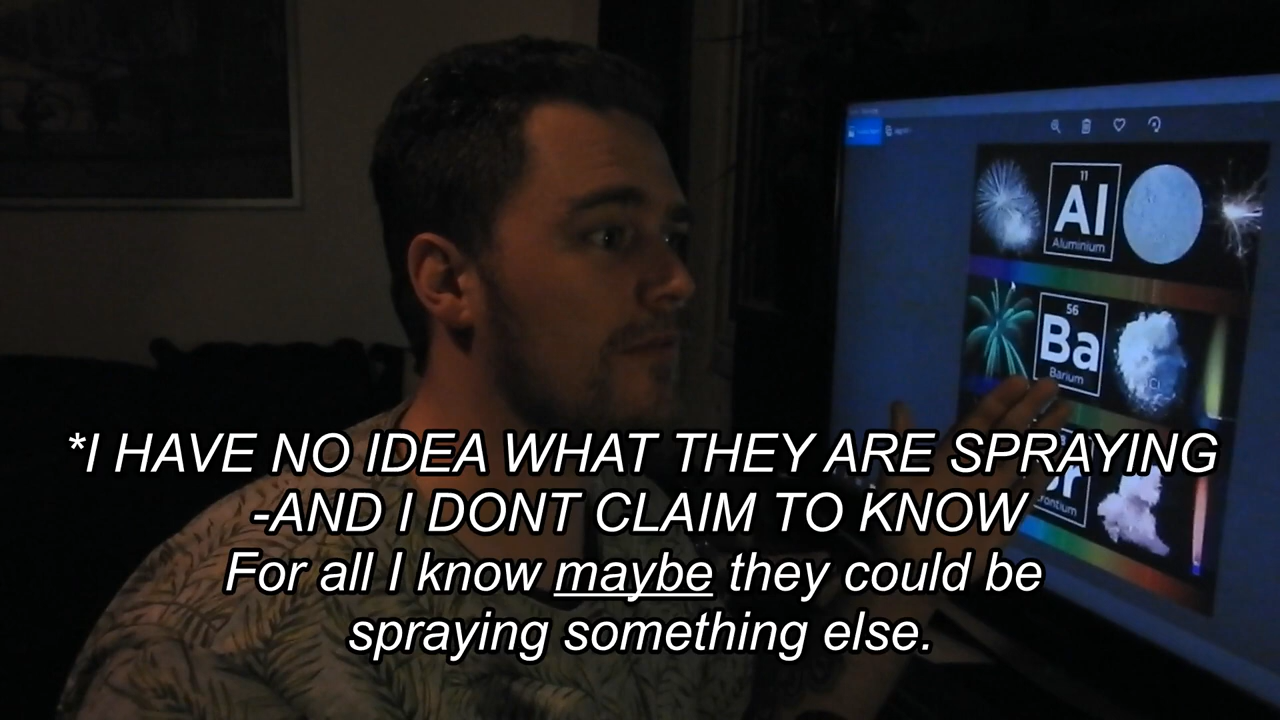 11
Al
Aluminium
56
Ba
Barium
*I HAVE NO IDEA WHAT THEY ARE SPRAYING
-AND I DONT CLAIM TO KNOW
For all I know maybe they could be
spraying something else.